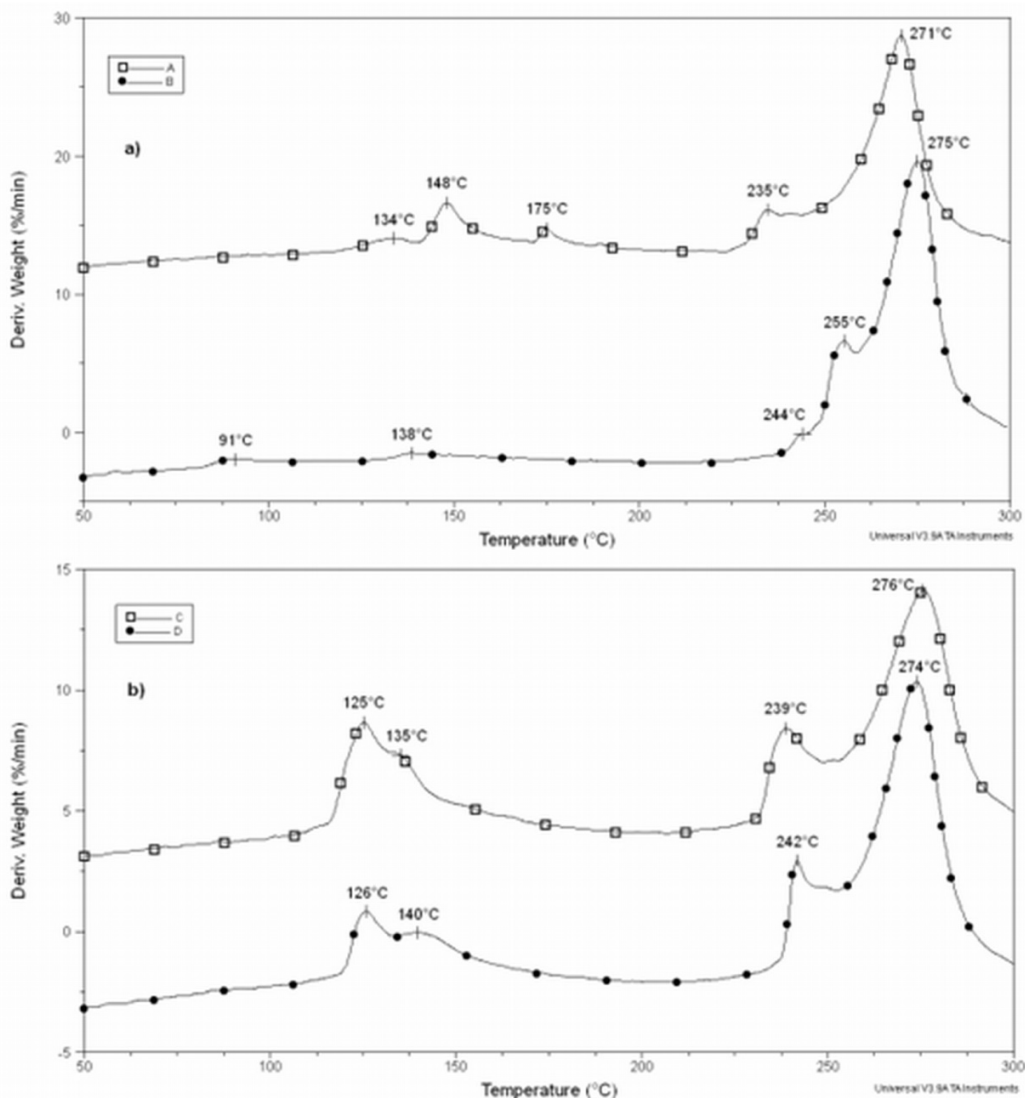 30
20
10
0
Deriv. Weight (%/min)
A
B
a)
271°C
275°C
148°C
134°C
175°C
235°C
255°C
244°C
91°C
138°C
50
100
150
200
250
300
Temperature (°C)
Universal V3.9A TA Instruments
15
10
5
0
-5
Deriv. Weight (%/min)
C
D
b)
276°C
274°C
125°C
135°C
239°C
242°C
126°C
140°C
50
100
150
200
250
300
Temperature (°C)
Universal V3.9A TA Instruments